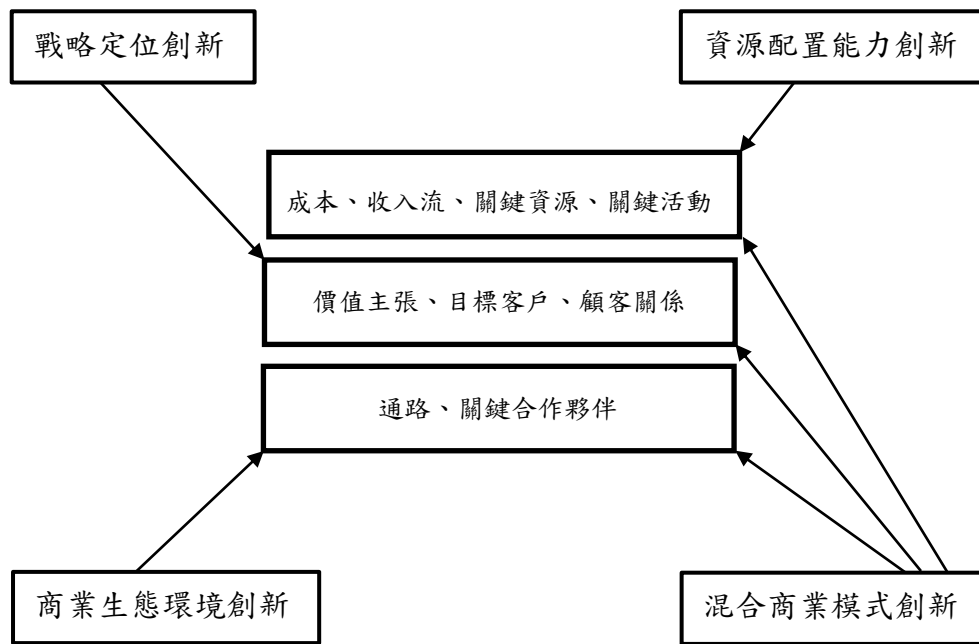 戰略定位創新
資源配置能力創新
成本、收入流、關鍵資源、關鍵活動
價值主張、目標客戶、顧客關係
通路、關鍵合作夥伴
商業生態環境創新
混合商業模式創新